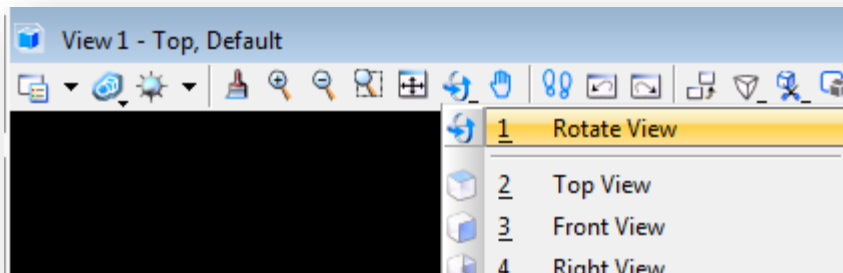 View 1 - Top, Default
1 Rotate View
2 Top View
3 Front View
4 Right View